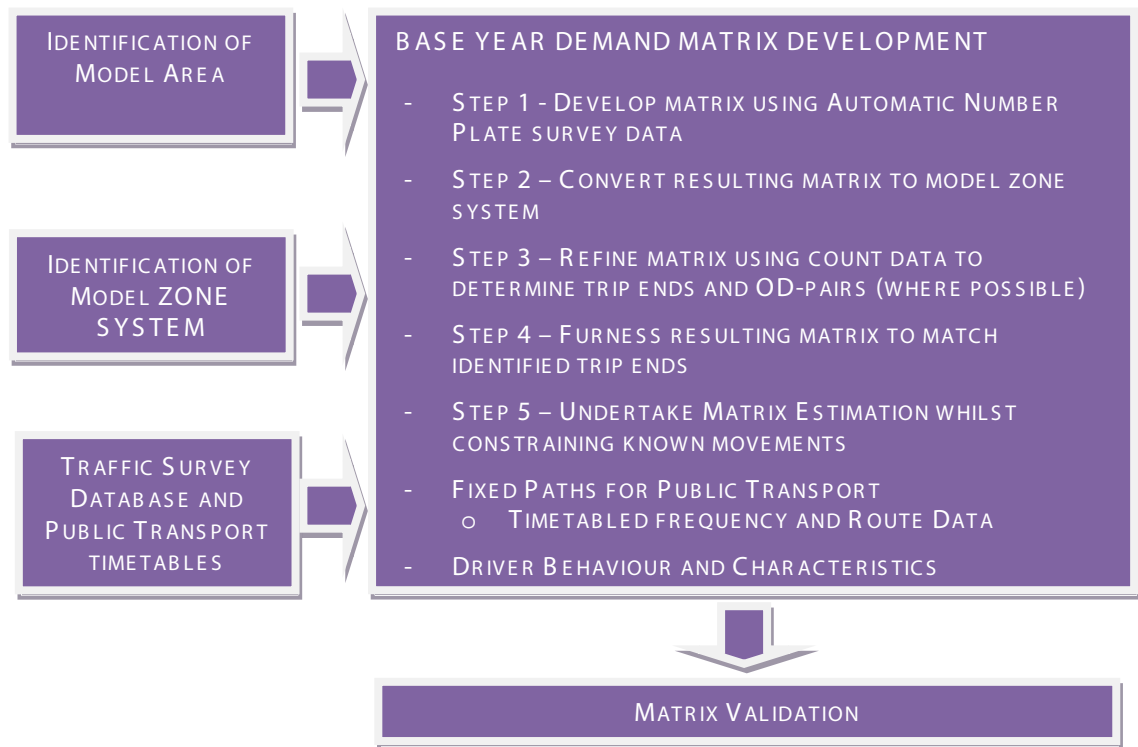 IDENTIFICATION OF
MODEL AREA
IDENTIFICATION OF
MODEL ZONE
SYSTEM
TRAFFIC SURVEY
DATABASE AND
PUBLIC TRANSPORT
TIMETABLES
BASE YEAR DEMAND MATRIX DEVELOPMENT
- STEP 1 - DEVELOP MATRIX USING AUTOMATIC NUMBER
PLATE SURVEY DATA
- STEP 2 – CONVERT RESULTING MATRIX TO MODEL ZONE
SYSTEM
- STEP 3 – REFINE MATRIX USING COUNT DATA TO
DETERMINE TRIP ENDS AND OD-PAIRS (WHERE POSSIBLE)
- STEP 4 – FURNESS RESULTING MATRIX TO MATCH
IDENTIFIED TRIP ENDS
- STEP 5 – UNDERTAKE MATRIX ESTIMATION WHILST
CONSTRAINING KNOWN MOVEMENTS
- FIXED PATHS FOR PUBLIC TRANSPORT
o TIMETABLED FREQUENCY AND ROUTE DATA
- DRIVER BEHAVIOUR AND CHARACTERISTICS
MATRIX VALIDATION